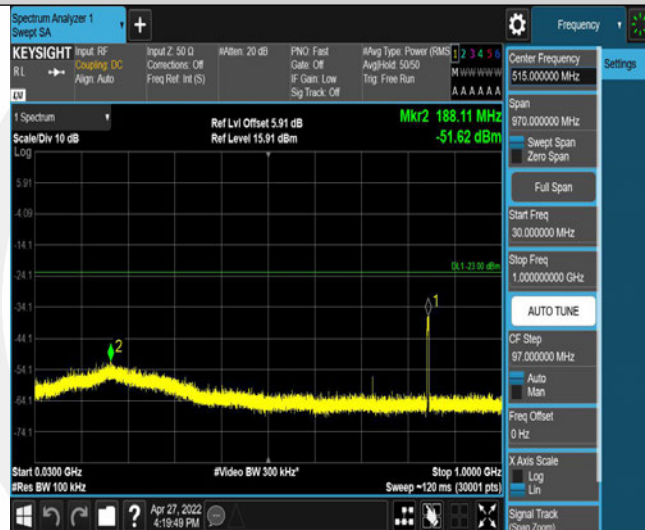 Spectrum Analyzer 1
Swept SA
Frequency
KEYSIGHT
RL
Input: RF
Coupling: DC
Align: Auto
Input Z: 50 Ω
Corrections: Off
Freq Ref: Int (S)
#Atten: 20 dB
PNO: Fast
Gate: Off
IF Gain: Low
Sig Track: Off
#Avg Type: Power (RMS
Avg|Hold: 50/50
Trig: Free Run
1 2 3 4 5 6
M W W W W W
A A A A A A
Center Frequency
515.000000 MHz
Settings
Span
970.000000 MHz
Swept Span
Zero Span
Full Span
Start Freq
30.000000 MHz
Stop Freq
1.000000000 GHz
AUTO TUNE
CF Step
97.000000 MHz
Auto
Man
Freq Offset
0 Hz
X Axis Scale
Log
Lin
Signal Track
(Span Zoom)
1 Spectrum
Scale/Div 10 dB
Log
Ref Lvl Offset 5.91 dB
Ref Level 15.91 dBm
Mkr2 188.11 MHz
-51.62 dBm
5.91
-4.09
-14.1
-24.1
-34.1
-44.1
-54.1
-64.1
-74.1
DL1 -23.00 dBm
1
2
Start 0.0300 GHz
#Res BW 100 kHz
#Video BW 300 kHz*
Stop 1.0000 GHz
Sweep ~120 ms (30001 pts)
?
Apr 27, 2022
4:19:49 PM